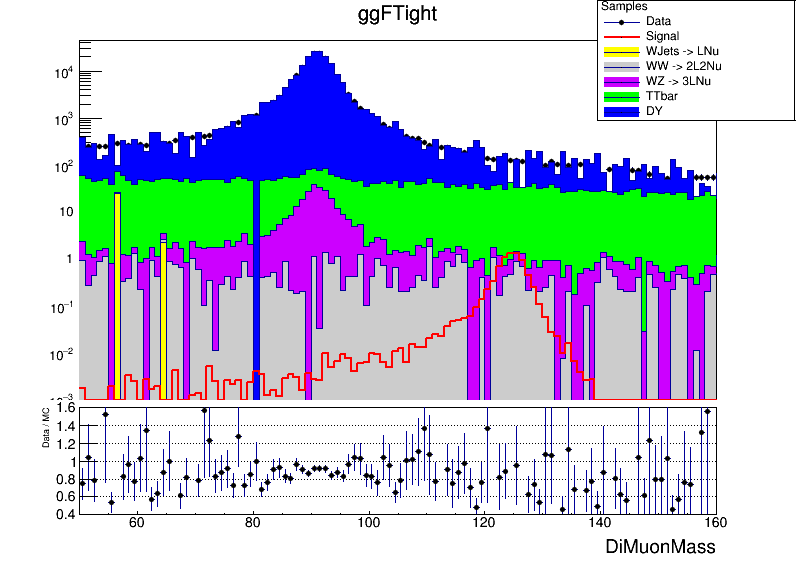 ggFTight
Samples
Data
Signal
WJets -> LNu
WW -> 2L2Nu
WZ -> 3LNu
TTbar
DY
10^4
10^3
10^2
10
1
10^-1
10^-2
10^-3
Data / MC
1.6
1.4
1.2
1
0.8
0.6
0.4
60 80 100 120 140 160
DiMuonMass